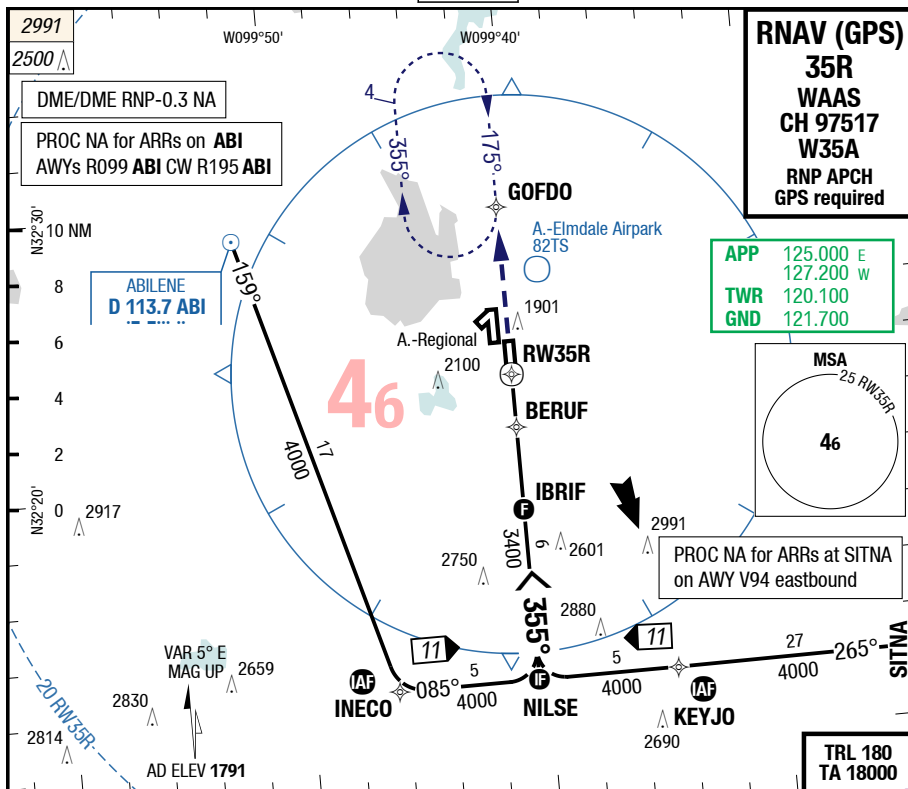 2991
2500
W099°50'
W099°40'
RNAV (GPS)
35R
WAAS
CH 97517
W35A
RNP APCH
GPS required
DME/DME RNP-0.3 NA
PROC NA for ARRs on ABI
AWYs R099 ABI CW R195 ABI
4
355°
175°
GOFDO
N32°30'
10 NM
A.-Elmdale Airpark
82TS
APP 125.000 E
127.200 W
TWR 120.100
GND 121.700
ABILENE
D 113.7 ABI
159°
8
6
4
2
0
1901
A.-Regional
1
RW35R
2100
46
BERUF
MSA
25 RW35R
46
17
4000
N32°20'
IBRIF
F
2917
3400
6
2601
2991
2750
PROC NA for ARRs at SITNA
on AWY V94 eastbound
355°
2880
11
11
VAR 5° E
MAG UP
2659
IAF
INECO
085°
5
4000
IF
NILSE
5
4000
IAF
KEYJO
27
4000
265°
SITNA
20 RW35R
2830
2814
2690
AD ELEV 1791
TRL 180
TA 18000